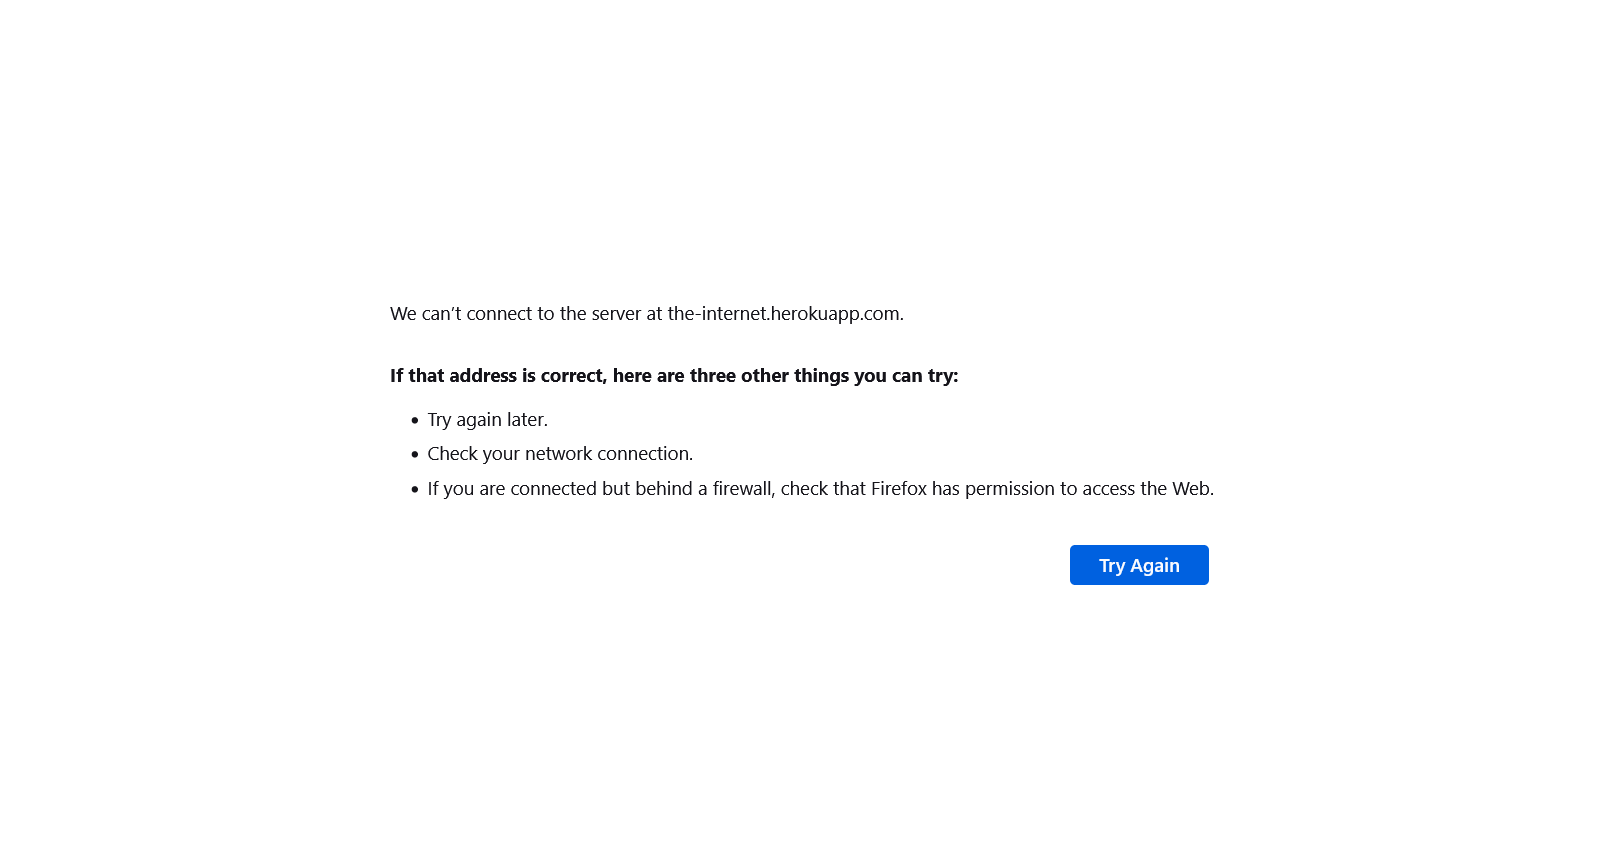 We can’t connect to the server at the-internet.herokuapp.com.
If that address is correct, here are three other things you can try:
• Try again later.
• Check your network connection.
• If you are connected but behind a firewall, check that Firefox has permission to access the Web.
Try Again